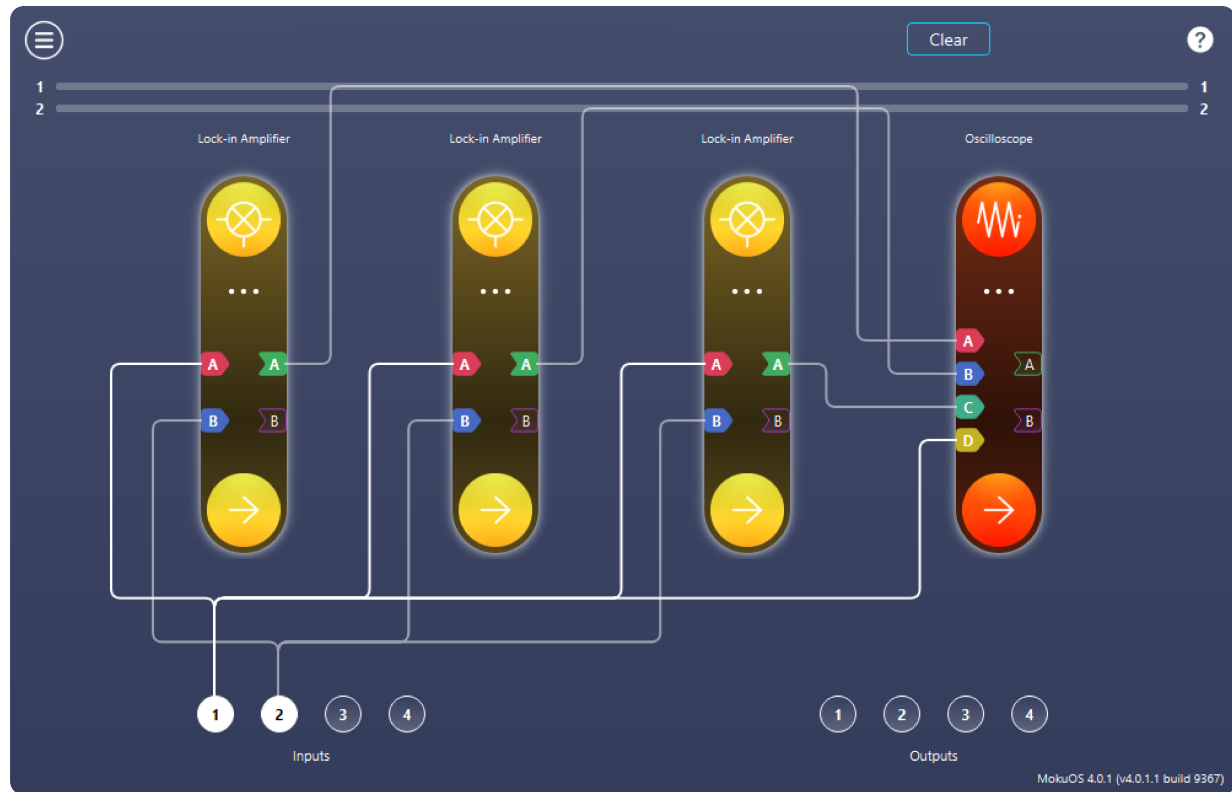 Clear
?
1 1
2 2
Lock-in Amplifier Lock-in Amplifier Lock-in Amplifier Oscilloscope
A
A A A A A A B A
C
B B B B B B B
D
1 2 3 4 1 2 3 4
Inputs Outputs
MokuOS 4.0.1 (v4.0.1.1 build 9367)